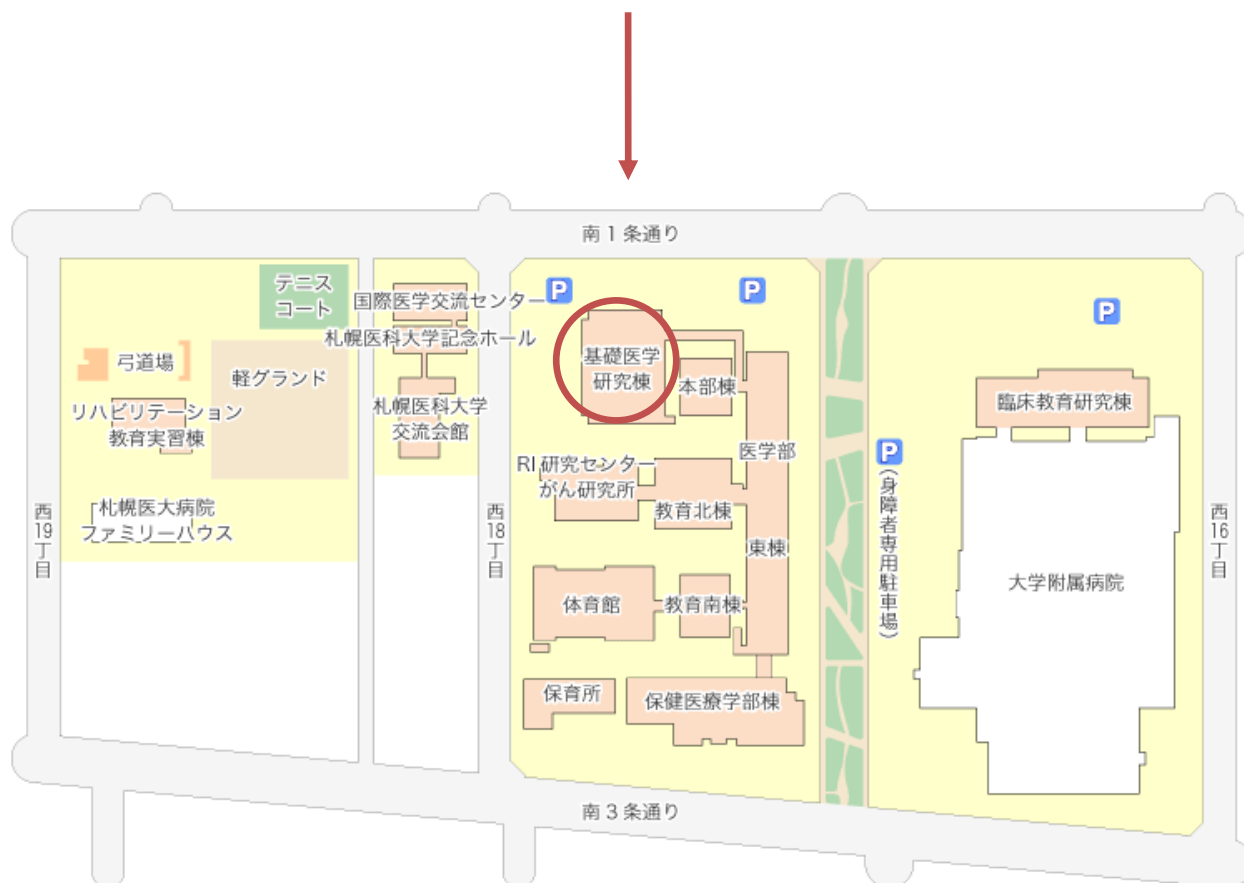 南1条通り
テニス
コート
P
P
国際医学交流センター
P
札幌医科大学記念ホール
弓道場
軽グランド
基礎医学
研究棟
本部棟
リハビリテーション
教育実習棟
札幌医科大学
交流会館
臨床教育研究棟
医学部
P
(身障者専用駐車場)
RI研究センター
がん研究所
教育北棟
札幌医大病院
ファミリーハウス
西19丁目
西18丁目
東棟
西16丁目
大学附属病院
体育館
教育南棟
保育所
保健医療学部棟
南3条通り